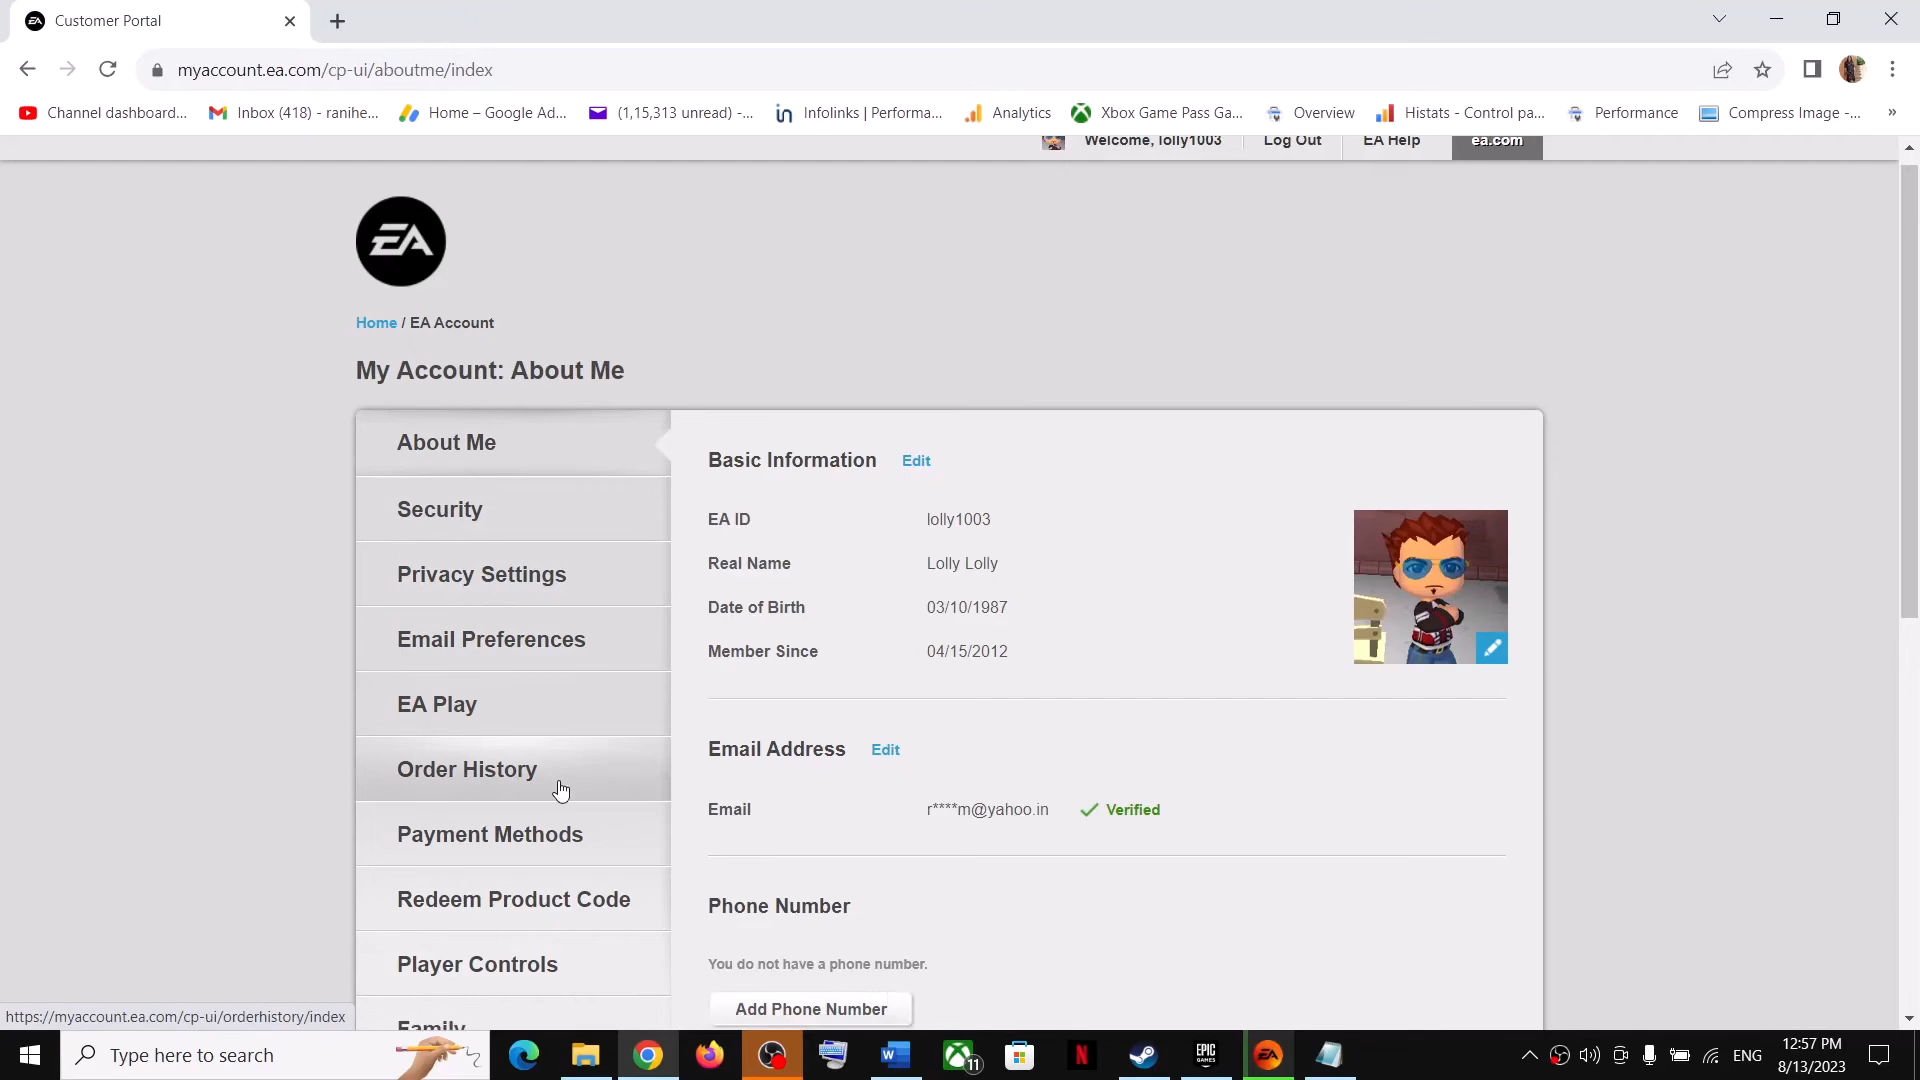 Customer Portal
myaccount.ea.com/cp-ui/aboutme/index
Channel dashboard... Inbox (418) - ranihe... Home – Google Ad... (1,15,313 unread) -... Infolinks | Performa... Analytics Xbox Game Pass Ga... Overview Histats - Control pa... Performance Compress Image -... »
Welcome, lolly1003 Log Out EA Help ea.com
EA
Home / EA Account
My Account: About Me
About Me
Security
Privacy Settings
Email Preferences
EA Play
Order History
Payment Methods
Redeem Product Code
Player Controls
Family
Basic Information Edit
EA ID lolly1003
Real Name Lolly Lolly
Date of Birth 03/10/1987
Member Since 04/15/2012
Email Address Edit
Email r****m@yahoo.in Verified
Phone Number
You do not have a phone number.
Add Phone Number
https://myaccount.ea.com/cp-ui/orderhistory/index
Type here to search
11
EPIC GAMES
ENG
12:57 PM
8/13/2023